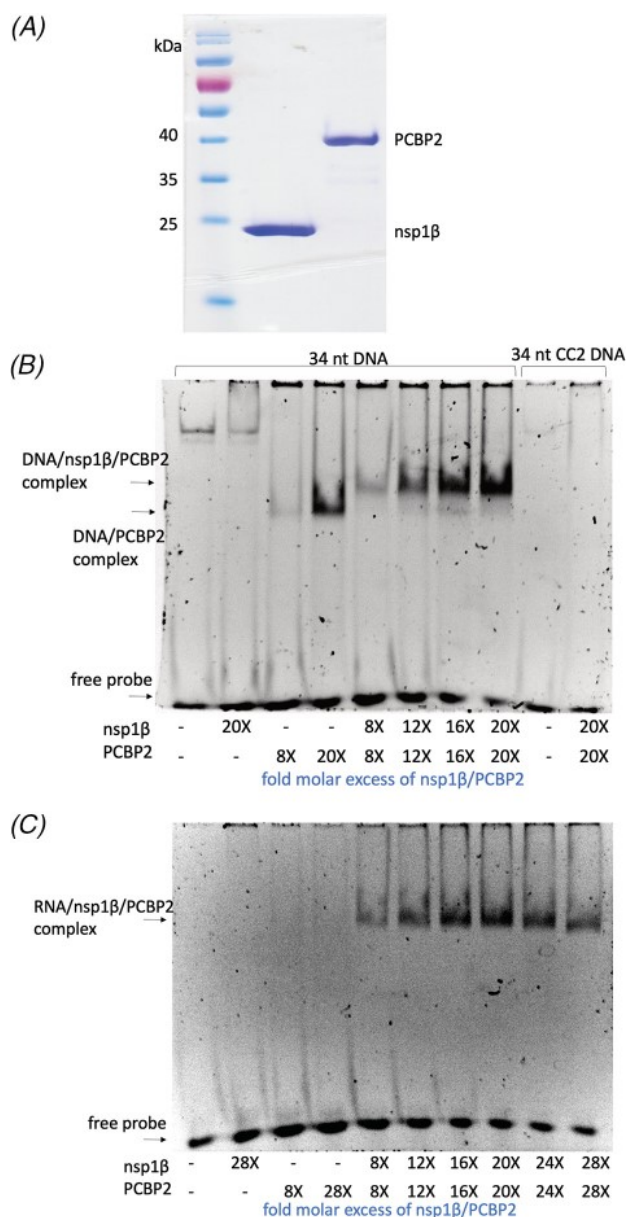 (A)
kDa
40
35
25
PCBP2
nsp1β
(B)
34 nt DNA
34 nt CC2 DNA
DNA/nsp1β/PCBP2
complex
DNA/PCBP2
complex
free probe
nsp1β - 20X - - 8X 12X 16X 20X - 20X
PCBP2 - - 8X 20X 8X 12X 16X 20X - 20X
fold molar excess of nsp1β/PCBP2
(C)
RNA/nsp1β/PCBP2
complex
free probe
nsp1β - 28X - - 8X 12X 16X 20X 24X 28X
PCBP2 - - 8X 28X 8X 12X 16X 20X 24X 28X
fold molar excess of nsp1β/PCBP2